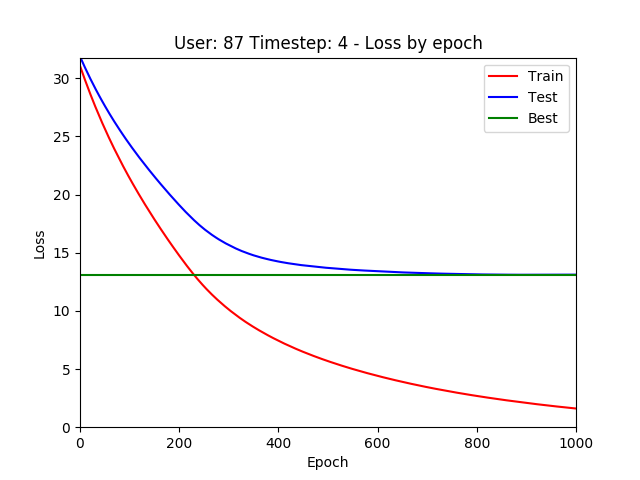 User: 87 Timestep: 4 - Loss by epoch
Train
Test
Best
30
25
20
15
10
5
0
Loss
0 200 400 600 800 1000
Epoch